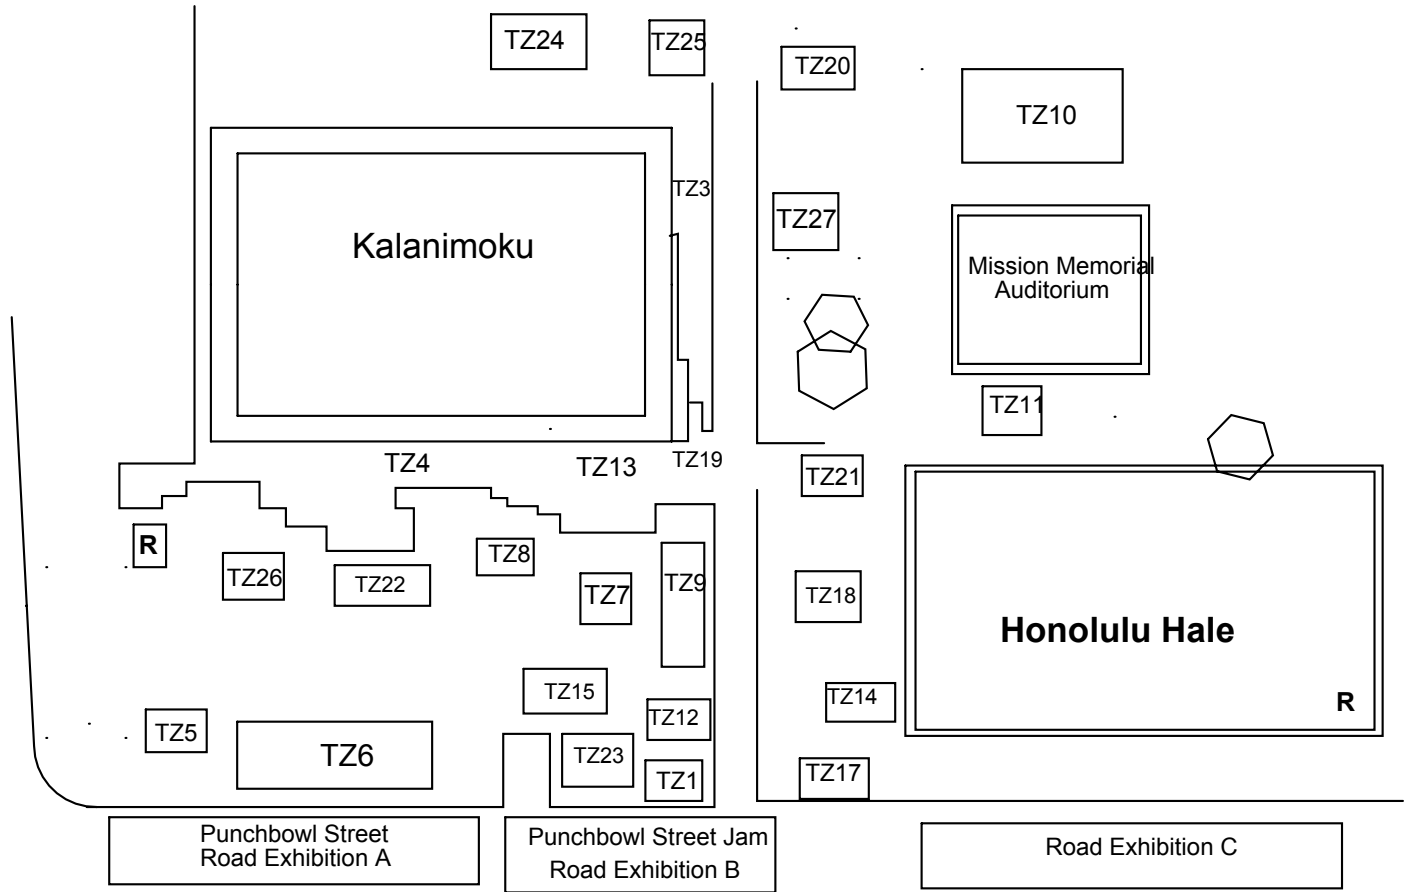 TZ24
TZ25
TZ20
TZ10
TZ3
TZ27
Kalanimoku
Mission Memorial
Auditorium
TZ11
TZ4
TZ13
TZ19
TZ21
R
TZ8
TZ26
TZ22
TZ7
TZ9
TZ18
Honolulu Hale
TZ15
TZ14
R
TZ12
TZ5
TZ6
TZ23
TZ1
TZ17
Punchbowl Street
Road Exhibition A
Punchbowl Street Jam
Road Exhibition B
Road Exhibition C